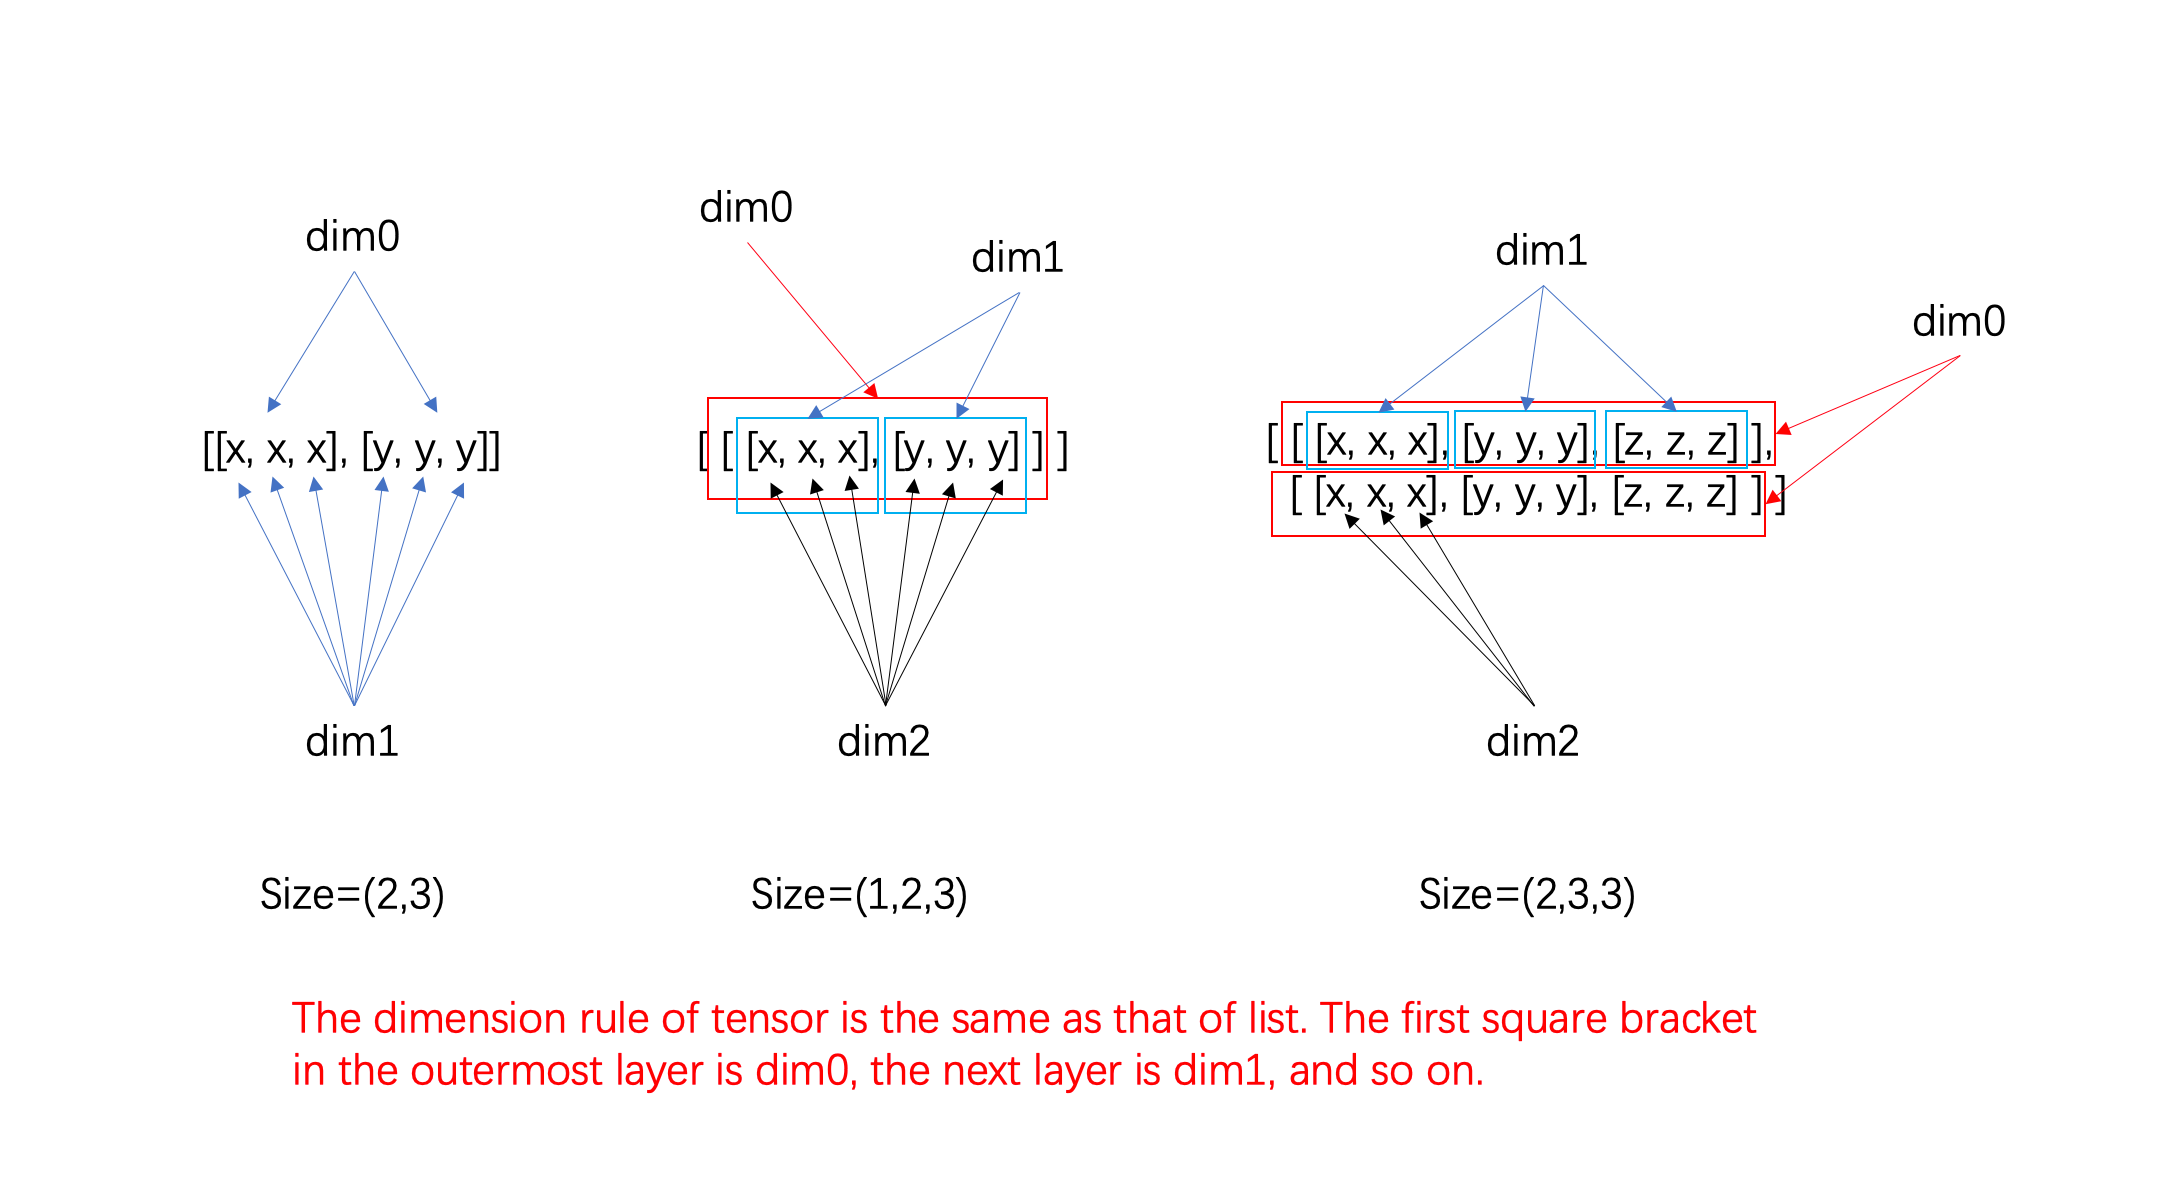 dim0
[[x, x, x], [y, y, y]]
dim1
Size=(2,3)
dim0
dim1
[ [ [x, x, x], [y, y, y] ] ]
dim2
Size=(1,2,3)
dim1
dim0
[ [ [x, x, x], [y, y, y], [z, z, z] ],
[ [x, x, x], [y, y, y], [z, z, z] ] ]
dim2
Size=(2,3,3)
The dimension rule of tensor is the same as that of list. The first square bracket
in the outermost layer is dim0, the next layer is dim1, and so on.